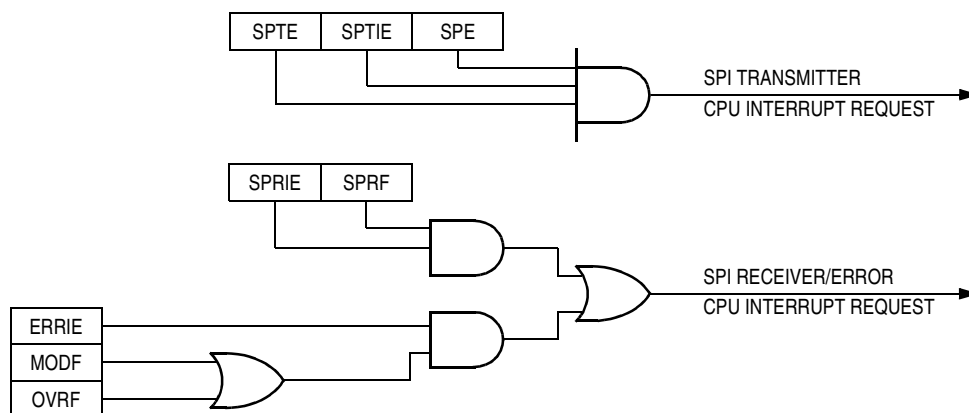 SPTE SPTIE SPE
SPI TRANSMITTER
CPU INTERRUPT REQUEST
SPRIE SPRF
SPI RECEIVER/ERROR
CPU INTERRUPT REQUEST
ERRIE
MODF
OVRF